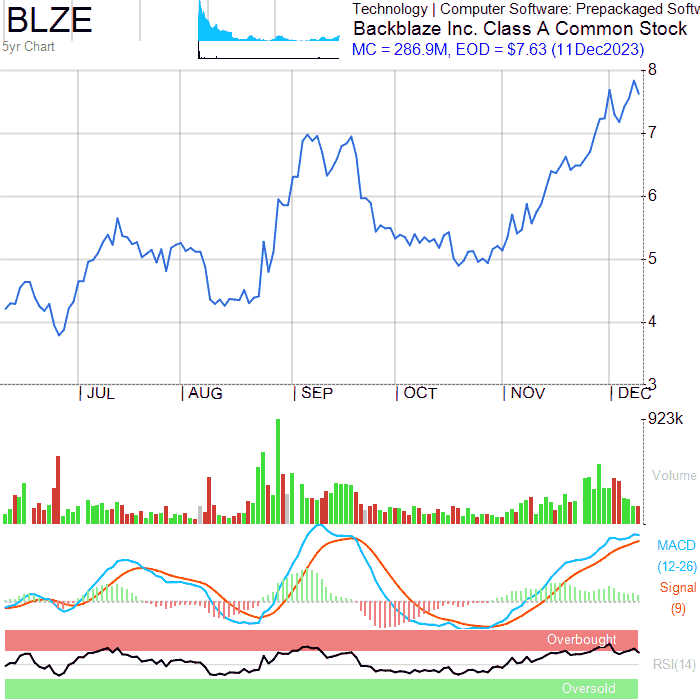 BLZE
5yr Chart
Technology | Computer Software: Prepackaged Softw
Backblaze Inc. Class A Common Stock
MC = 286.9M, EOD = $7.63 (11Dec2023)
8
7
6
5
4
3
JUL AUG SEP OCT NOV DEC
923k
Volume
MACD
(12-26)
Signal
(9)
Overbought
RSI(14)
Oversold